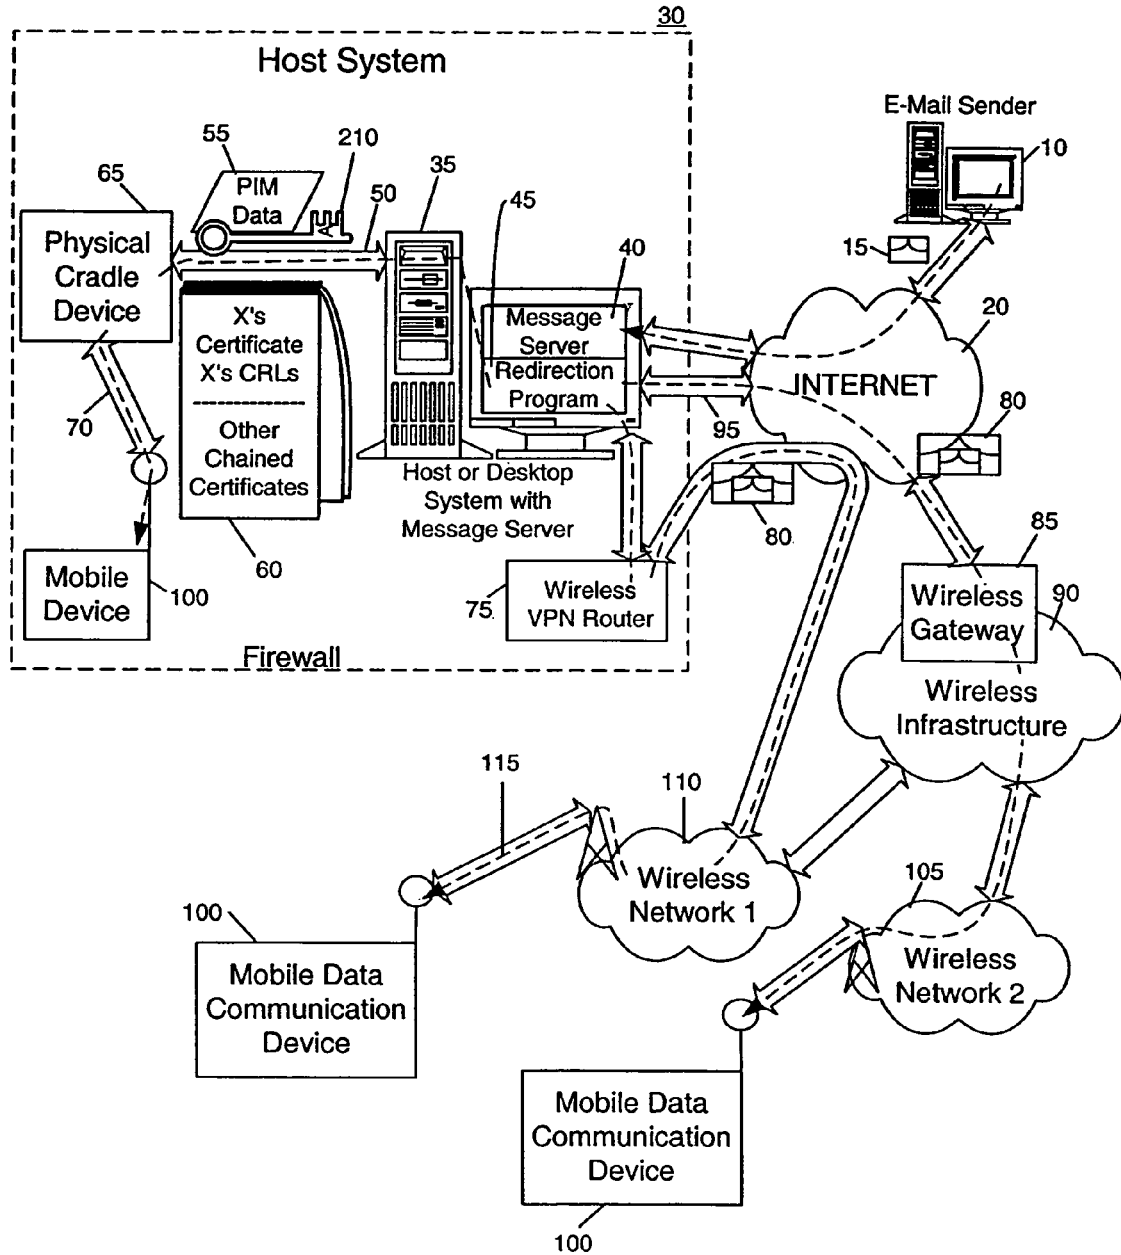 30
Host System
E-Mail Sender
10
55
210
35
65
PIM
Data
50
45
15
40
20
Physical
Cradle
Device
X's
Certificate
X's CRLs
Other
Chained
Certificates
Message
Server
Redirection
Program
INTERNET
70
95
80
80
Host or Desktop
System with
Message Server
60
85
Mobile
Device
100
75
Wireless
VPN Router
Wireless
Gateway
90
Firewall
Wireless
Infrastructure
115
110
Wireless
Network 1
105
100
Wireless
Network 2
Mobile Data
Communication
Device
Mobile Data
Communication
Device
100